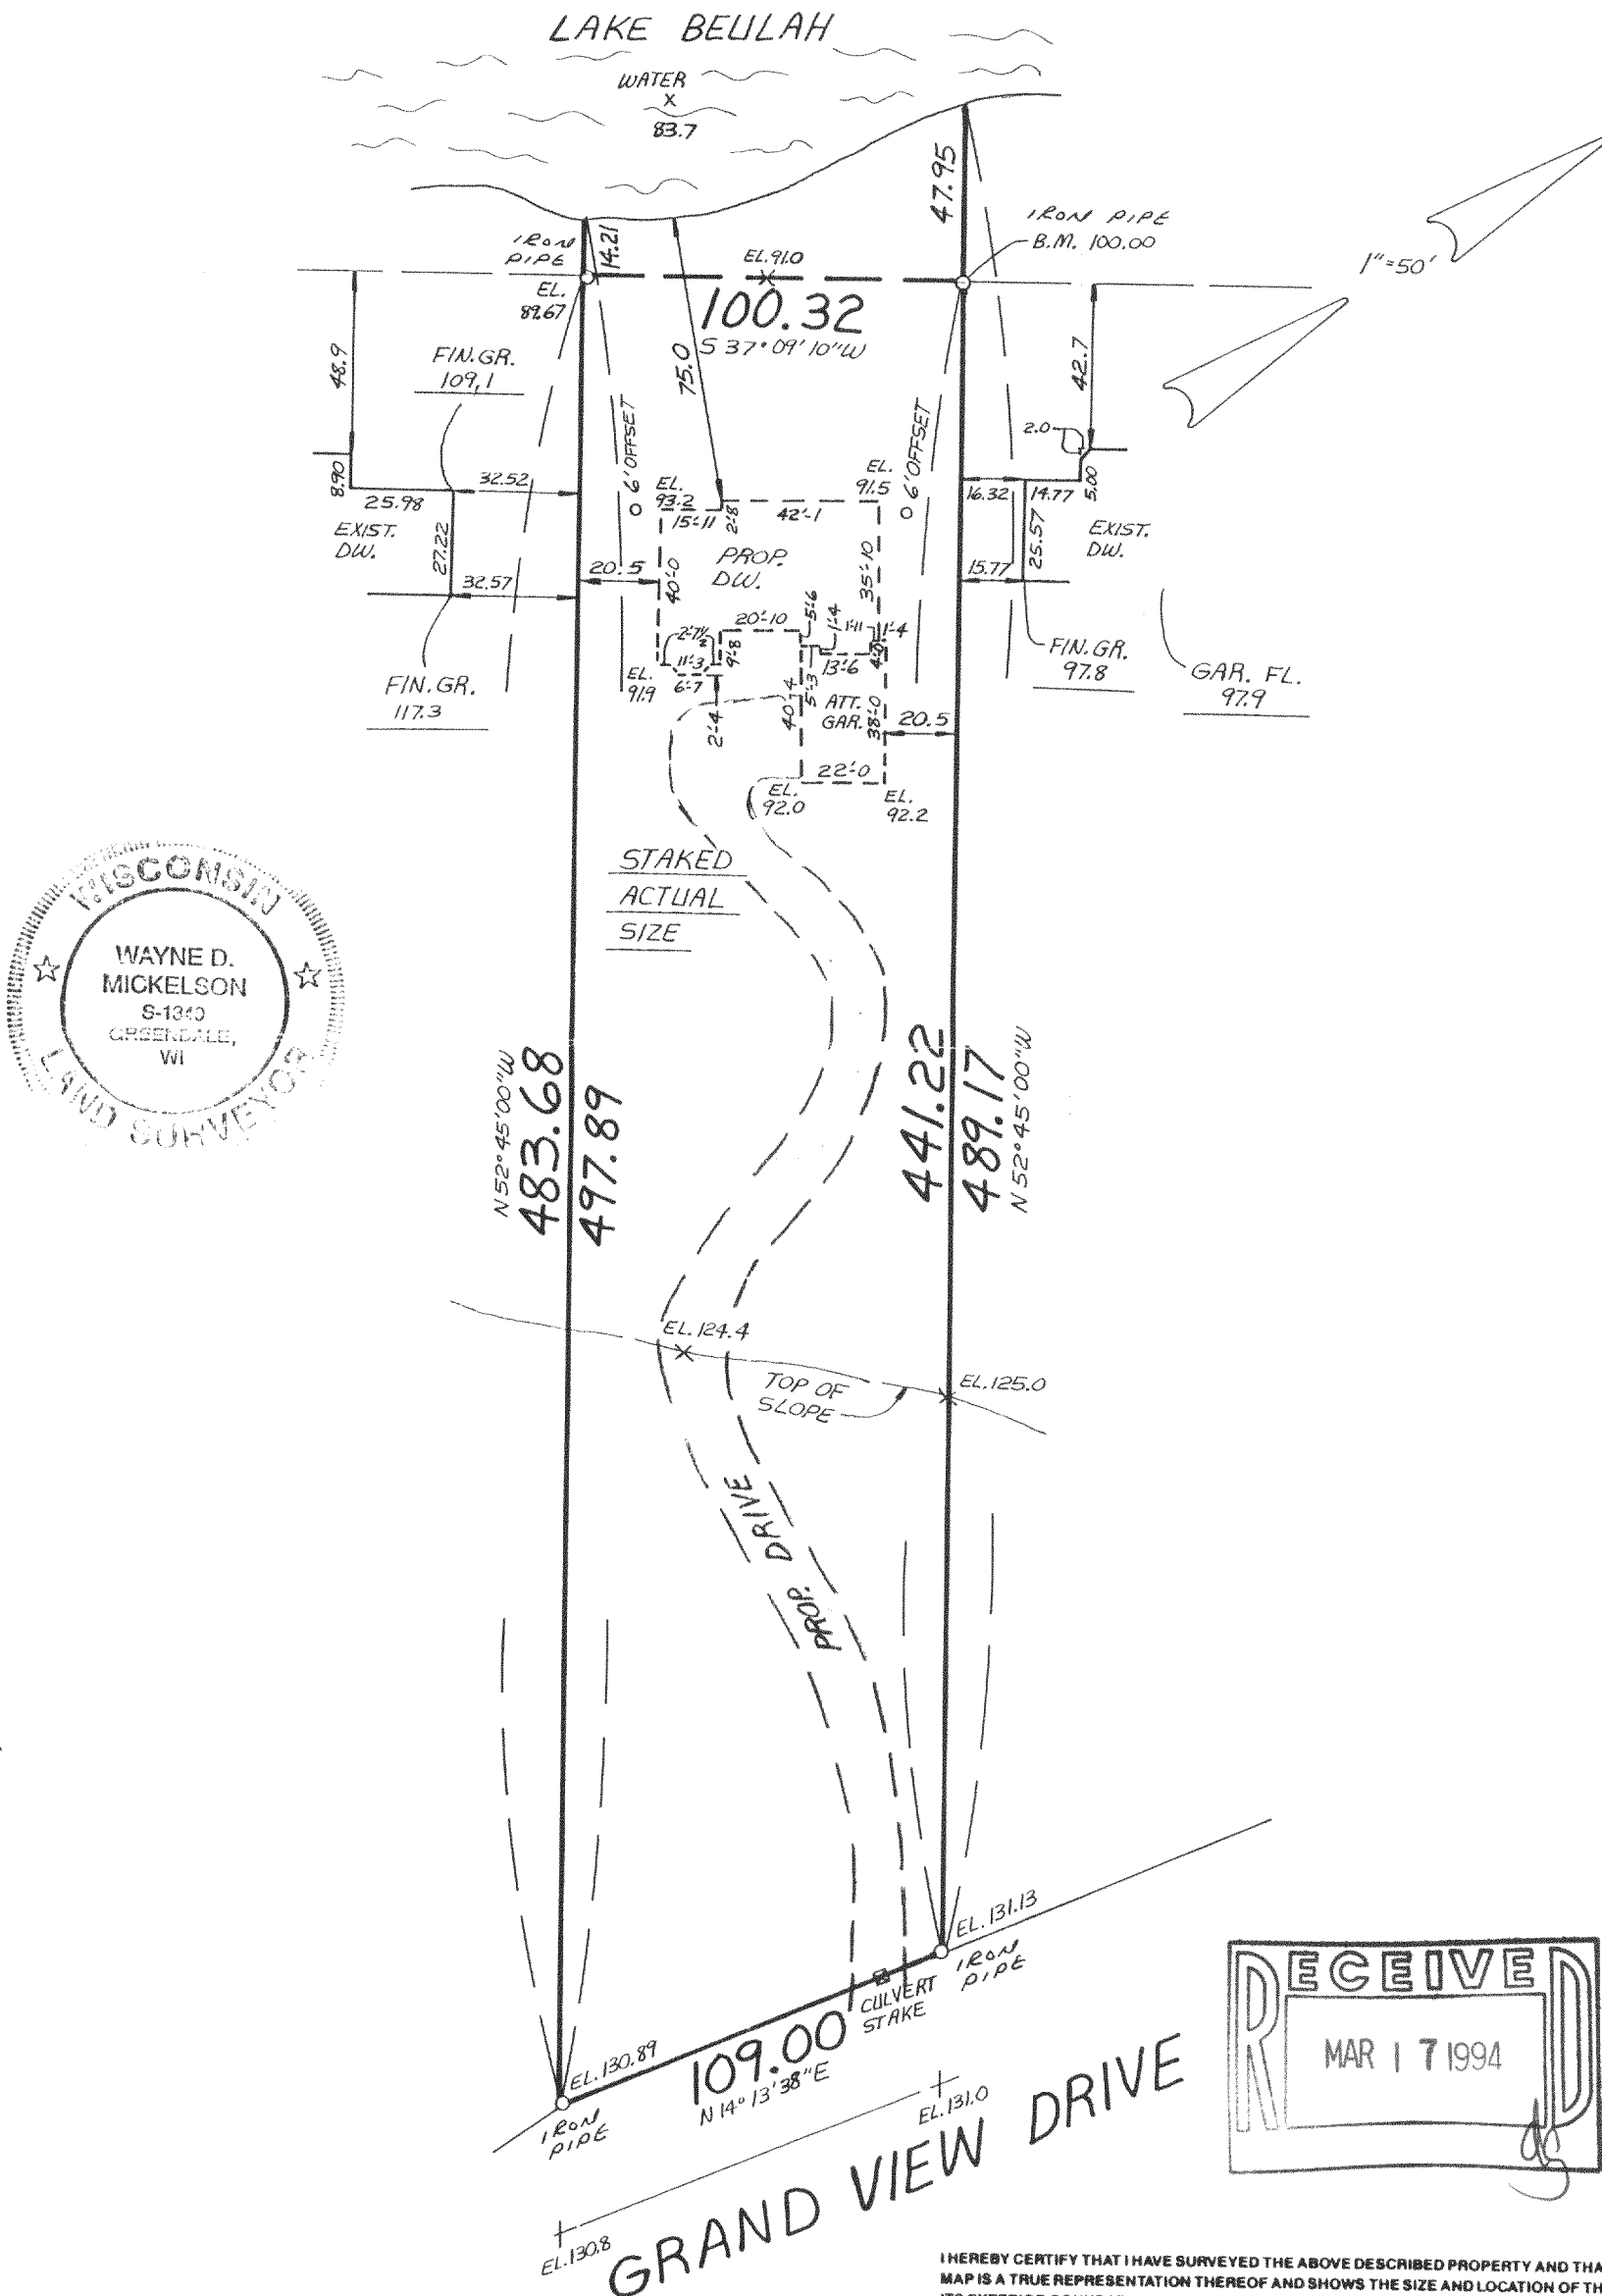 LAKE BEULAH
WATER
X
83.7
47.95
IRON PIPE
B.M. 100.00
1"=50'
IRON
PIPE
14.21
EL. 91.0
EL.
89.67
100.32
S 37° 09' 10" W
75.0
48.9
42.7
FIN. GR.
109.1
2.0
6' OFFSET
6' OFFSET
8.90
25.98
32.52
EL.
93.2
15'-11
2'-8
42'-1
EL.
91.5
16.32
14.77
5.00
EXIST.
DW.
27.22
32.57
20.5
40'-0
PROP.
DW.
35'-10
15.77
25.57
EXIST.
DW.
20'-10
5'-6
1'-4
1'-11
1'-4
2'-7½
11'-3
9'-8
6'-7
13'-6
4'-0
EL.
91.9
2'-4
40'-4
5'-3
ATT.
GAR.
38'-0
20.5
FIN. GR.
117.3
FIN. GR.
97.8
GAR. FL.
97.9
22'-0
EL.
92.0
EL.
92.2
STAKED
ACTUAL
SIZE
WISCONSIN
WAYNE D.
MICKELSON
S-1340
GREENDALE,
WI
LAND SURVEYOR
N 52° 45' 00" W
483.68
497.89
441.22
489.17
N 52° 45' 00" W
EL. 124.4
TOP OF
SLOPE
EL. 125.0
PROP. DRIVE
EL. 131.13
IRON
PIPE
CULVERT
STAKE
EL. 130.89
109.00
N 14° 13' 38" E
IRON
PIPE
EL. 131.0
EL. 130.8
GRAND VIEW DRIVE
RECEIVED
MAR 17 1994
I HEREBY CERTIFY THAT I HAVE SURVEYED THE ABOVE DESCRIBED PROPERTY AND THA
MAP IS A TRUE REPRESENTATION THEREOF AND SHOWS THE SIZE AND LOCATION OF TH